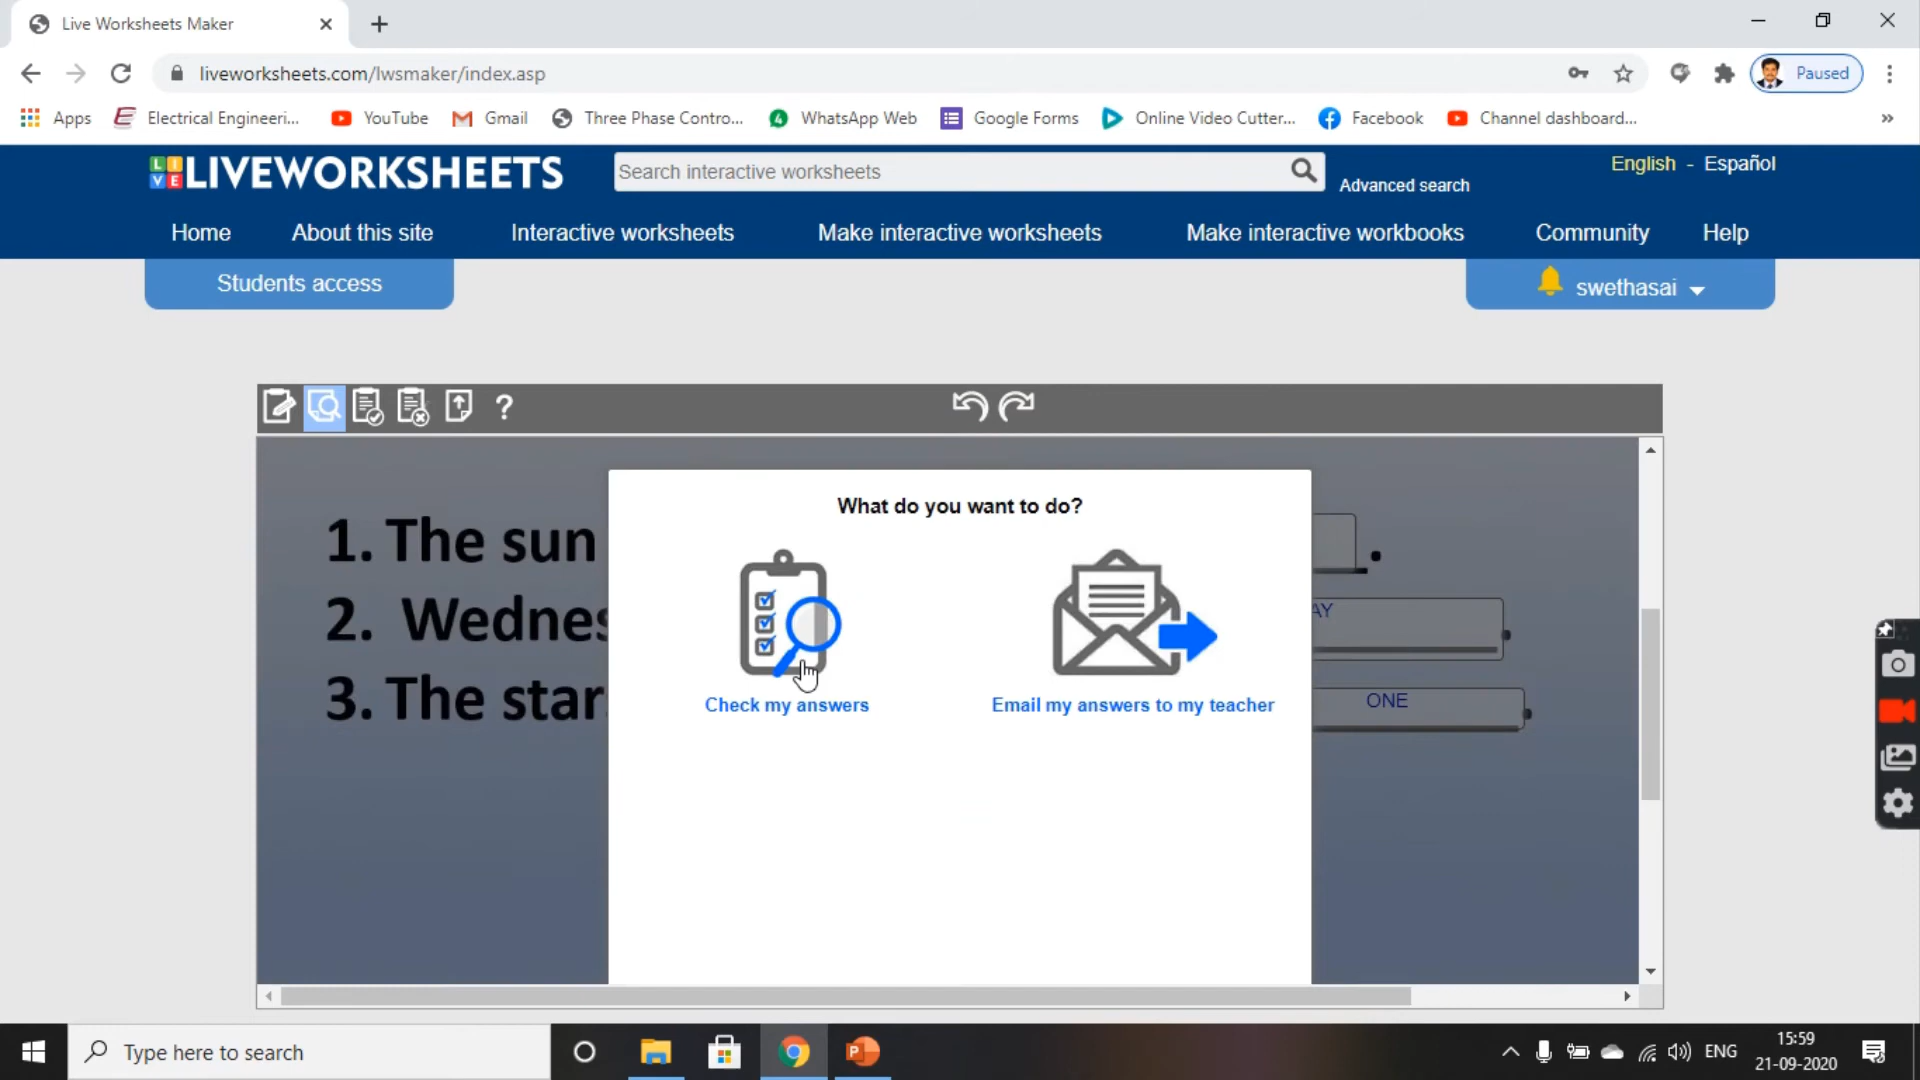 Live Worksheets Maker
liveworksheets.com/lwsmaker/index.asp
Paused
Apps
Electrical Engineeri...
YouTube
Gmail
Three Phase Contro...
WhatsApp Web
Google Forms
Online Video Cutter...
Facebook
Channel dashboard...
LIVE
LIVEWORKSHEETS
Search interactive worksheets
Advanced search
English - Español
Home
About this site
Interactive worksheets
Make interactive worksheets
Make interactive workbooks
Community
Help
Students access
swethasai
What do you want to do?
1. The sun
2. Wednes
AY
3. The star
ONE
Check my answers
Email my answers to my teacher
Type here to search
ENG
15:59
21-09-2020